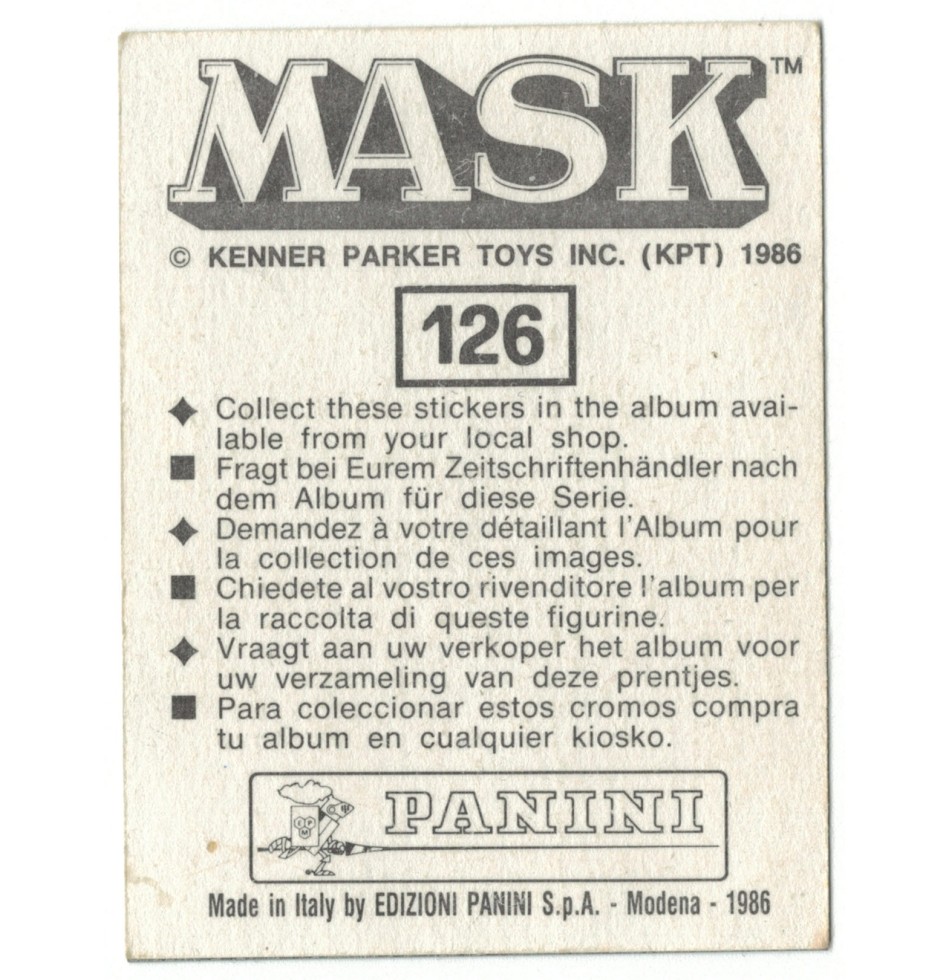 MASK™
© KENNER PARKER TOYS INC. (KPT) 1986
126
Collect these stickers in the album avai-
lable from your local shop.
Fragt bei Eurem Zeitschriftenhändler nach
dem Album für diese Serie.
Demandez à votre détaillant l'Album pour
la collection de ces images.
Chiedete al vostro rivenditore l'album per
la raccolta di queste figurine.
Vraagt aan uw verkoper het album voor
uw verzameling van deze prentjes.
Para coleccionar estos cromos compra
tu album en cualquier kiosko.
PANINI
Made in Italy by EDIZIONI PANINI S.p.A. - Modena - 1986